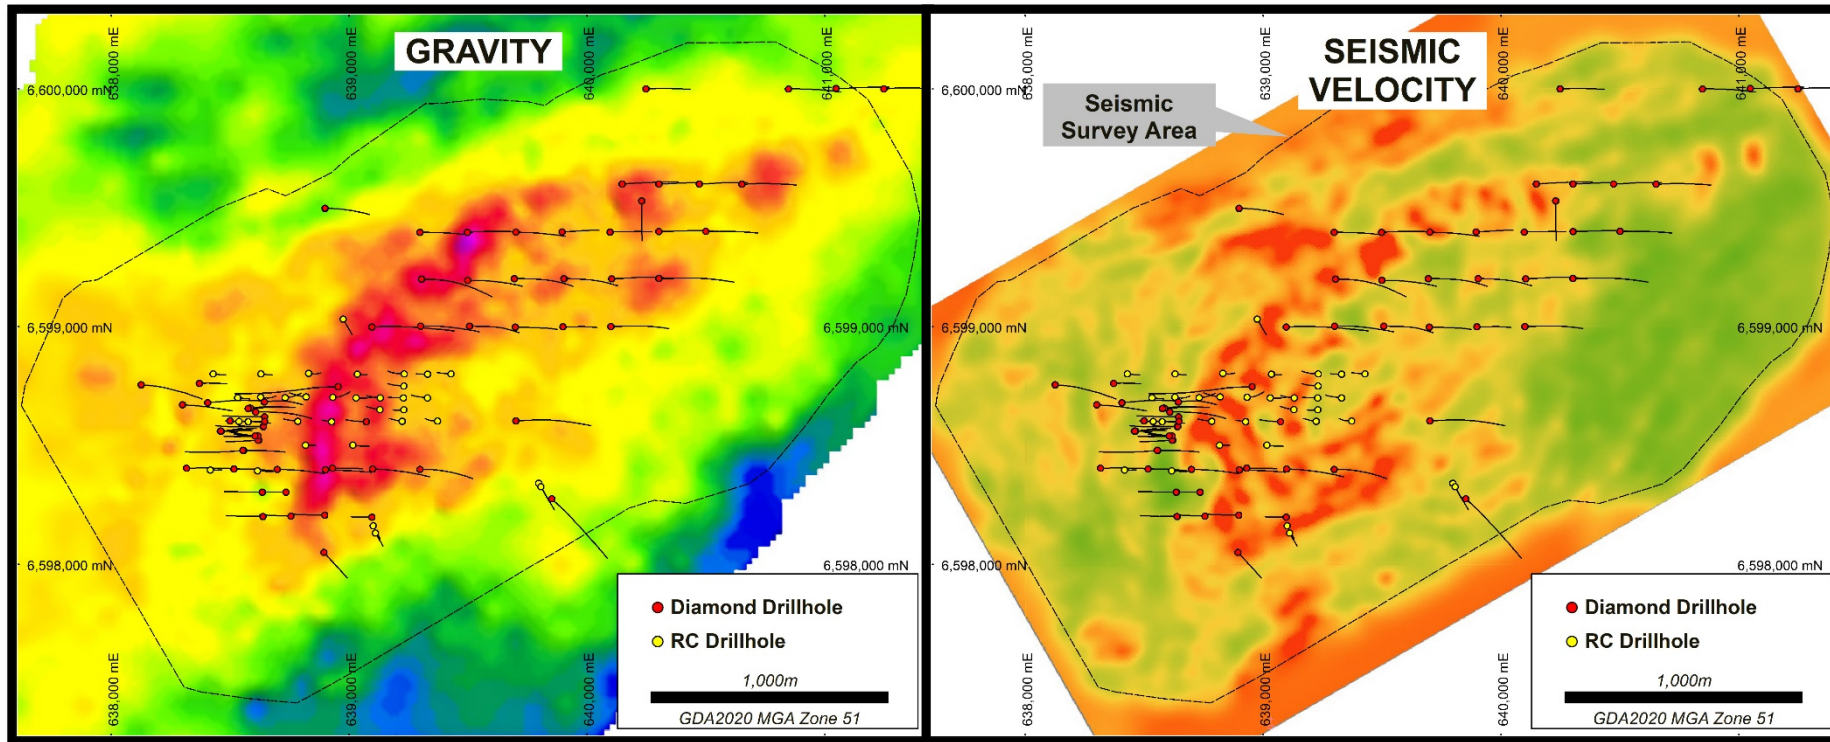 GRAVITY
638,000 mE
639,000 mE
640,000 mE
641,000 mE
6,600,000 mN
6,599,000 mN
6,599,000 mN
6,598,000 mN
6,598,000 mN
638,000 mE
639,000 mE
640,000 mE
Diamond Drillhole
RC Drillhole
1,000m
GDA2020 MGA Zone 51
SEISMIC
VELOCITY
Seismic
Survey Area
638,000 mE
639,000 mE
640,000 mE
641,000 mE
6,600,000 mN
6,599,000 mN
6,599,000 mN
6,598,000 mN
6,598,000 mN
638,000 mE
639,000 mE
640,000 mE
Diamond Drillhole
RC Drillhole
1,000m
GDA2020 MGA Zone 51